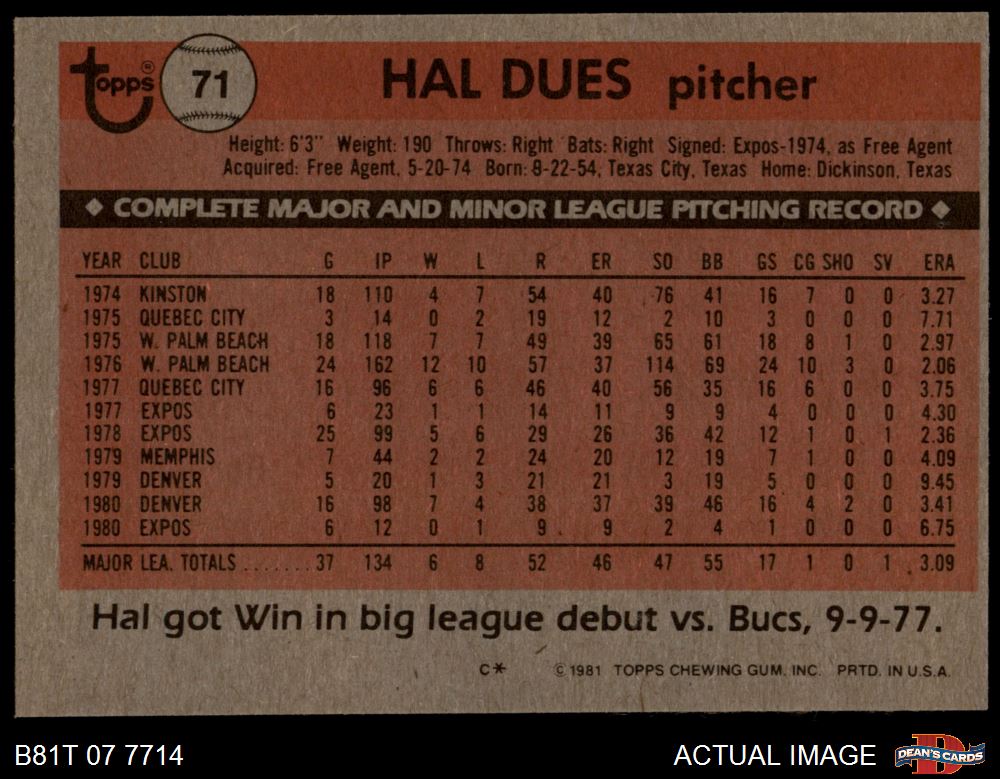 topps® 71 HAL DUES pitcher
Height: 6'3" Weight: 190 Throws: Right Bats: Right Signed: Expos-1974, as Free Agent
Acquired: Free Agent, 5-20-74 Born: 8-22-54, Texas City, Texas Home: Dickinson, Texas
◆ COMPLETE MAJOR AND MINOR LEAGUE PITCHING RECORD ◆
YEAR CLUB G IP W L R ER SO BB GS CG SHO SV ERA
1974 KINSTON 18 110 4 7 54 40 76 41 16 7 0 0 3.27
1975 QUEBEC CITY 3 14 0 2 19 12 2 10 3 0 0 0 7.71
1975 W. PALM BEACH 18 118 7 7 49 39 65 61 18 8 1 0 2.97
1976 W. PALM BEACH 24 162 12 10 57 37 114 69 24 10 3 0 2.06
1977 QUEBEC CITY 16 96 6 6 46 40 56 35 16 6 0 0 3.75
1977 EXPOS 6 23 1 1 14 11 9 9 4 0 0 0 4.30
1978 EXPOS 25 99 5 6 29 26 36 42 12 1 0 1 2.36
1979 MEMPHIS 7 44 2 2 24 20 12 19 7 1 0 0 4.09
1979 DENVER 5 20 1 3 21 21 3 19 5 0 0 0 9.45
1980 DENVER 16 98 7 4 38 37 39 46 16 4 2 0 3.41
1980 EXPOS 6 12 0 1 9 9 2 4 1 0 0 0 6.75
MAJOR LEA. TOTALS ....... 37 134 6 8 52 46 47 55 17 1 0 1 3.09
Hal got Win in big league debut vs. Bucs, 9-9-77.
C* © 1981 TOPPS CHEWING GUM, INC. PRTD. IN U.S.A.
B81T 07 7714 ACTUAL IMAGE DEAN'S CARDS